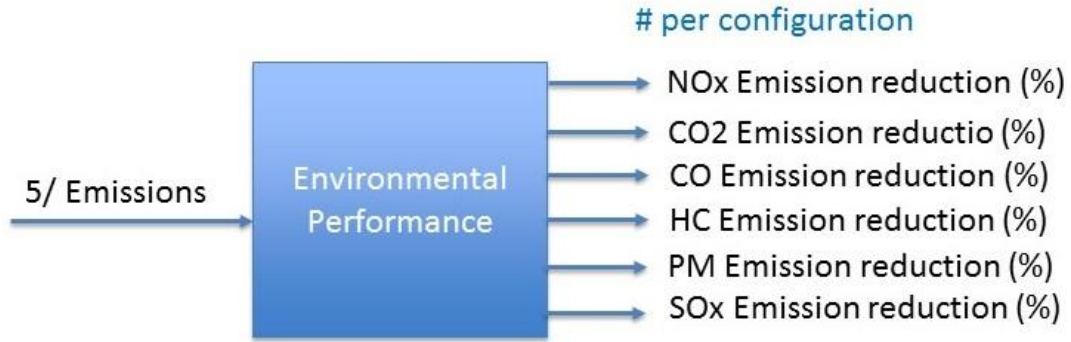 # per configuration
NOx Emission reduction (%)
CO2 Emission reductio (%)
5/ Emissions
Environmental
Performance
CO Emission reduction (%)
HC Emission reduction (%)
PM Emission reduction (%)
SOx Emission reduction (%)